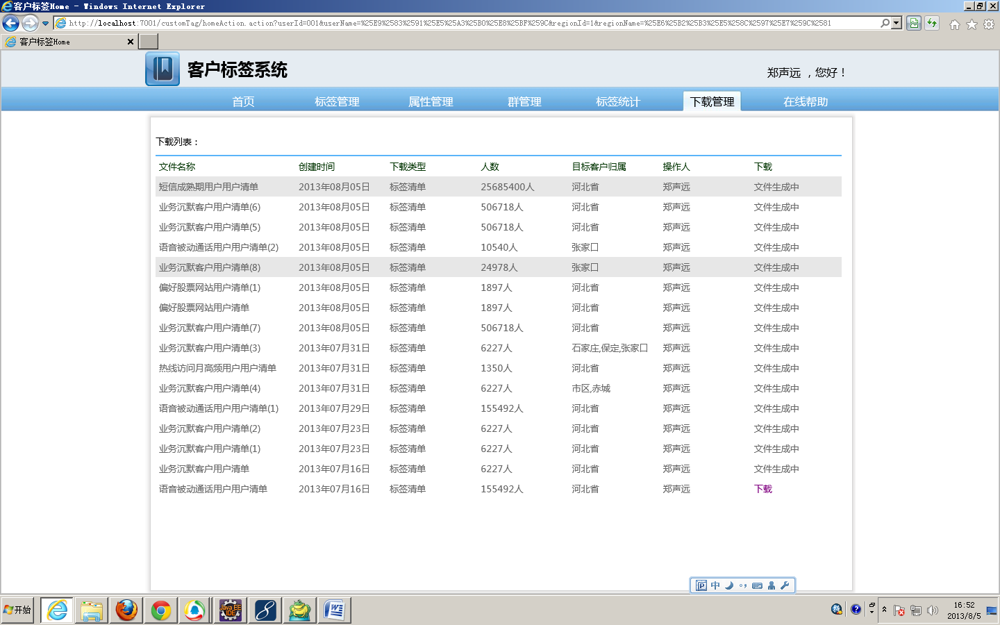 客户标签Home - Windows Internet Explorer
http://localhost:7001/customTag/homeAction.action?userId=001&userName=%25E9%2583%2591%25E5%25A3%25B0%25E8%25BF%259C&regionId=1&regionName=%25E6%25B2%25B3%25E5%258C%2597%25E7%259C%2581
客户标签Home
客户标签系统
郑声远 ，您好！
首页 标签管理 属性管理 群管理 标签统计 下载管理 在线帮助
下载列表：
文件名称 创建时间 下载类型 人数 目标客户归属 操作人 下载
短信成熟期用户用户清单 2013年08月05日 标签清单 25685400人 河北省 郑声远 文件生成中
业务沉默客户用户清单(6) 2013年08月05日 标签清单 506718人 河北省 郑声远 文件生成中
业务沉默客户用户清单(5) 2013年08月05日 标签清单 506718人 河北省 郑声远 文件生成中
语音被动通话用户用户清单(2) 2013年08月05日 标签清单 10540人 张家口 郑声远 文件生成中
业务沉默客户用户清单(8) 2013年08月05日 标签清单 24978人 张家口 郑声远 文件生成中
偏好股票网站用户清单(1) 2013年08月05日 标签清单 1897人 河北省 郑声远 文件生成中
偏好股票网站用户清单 2013年08月05日 标签清单 1897人 河北省 郑声远 文件生成中
业务沉默客户用户清单(7) 2013年08月05日 标签清单 506718人 河北省 郑声远 文件生成中
业务沉默客户用户清单(3) 2013年07月31日 标签清单 6227人 石家庄,保定,张家口 郑声远 文件生成中
热线访问月高频用户用户清单 2013年07月31日 标签清单 1350人 河北省 郑声远 文件生成中
业务沉默客户用户清单(4) 2013年07月31日 标签清单 6227人 市区,赤城 郑声远 文件生成中
语音被动通话用户用户清单(1) 2013年07月29日 标签清单 155492人 河北省 郑声远 文件生成中
业务沉默客户用户清单(2) 2013年07月23日 标签清单 6227人 河北省 郑声远 文件生成中
业务沉默客户用户清单(1) 2013年07月23日 标签清单 6227人 河北省 郑声远 文件生成中
业务沉默客户用户清单 2013年07月16日 标签清单 6227人 河北省 郑声远 文件生成中
语音被动通话用户用户清单 2013年07月16日 标签清单 155492人 河北省 郑声远 下载
中
开始
Java EE
IDE
16:52
2013/8/5